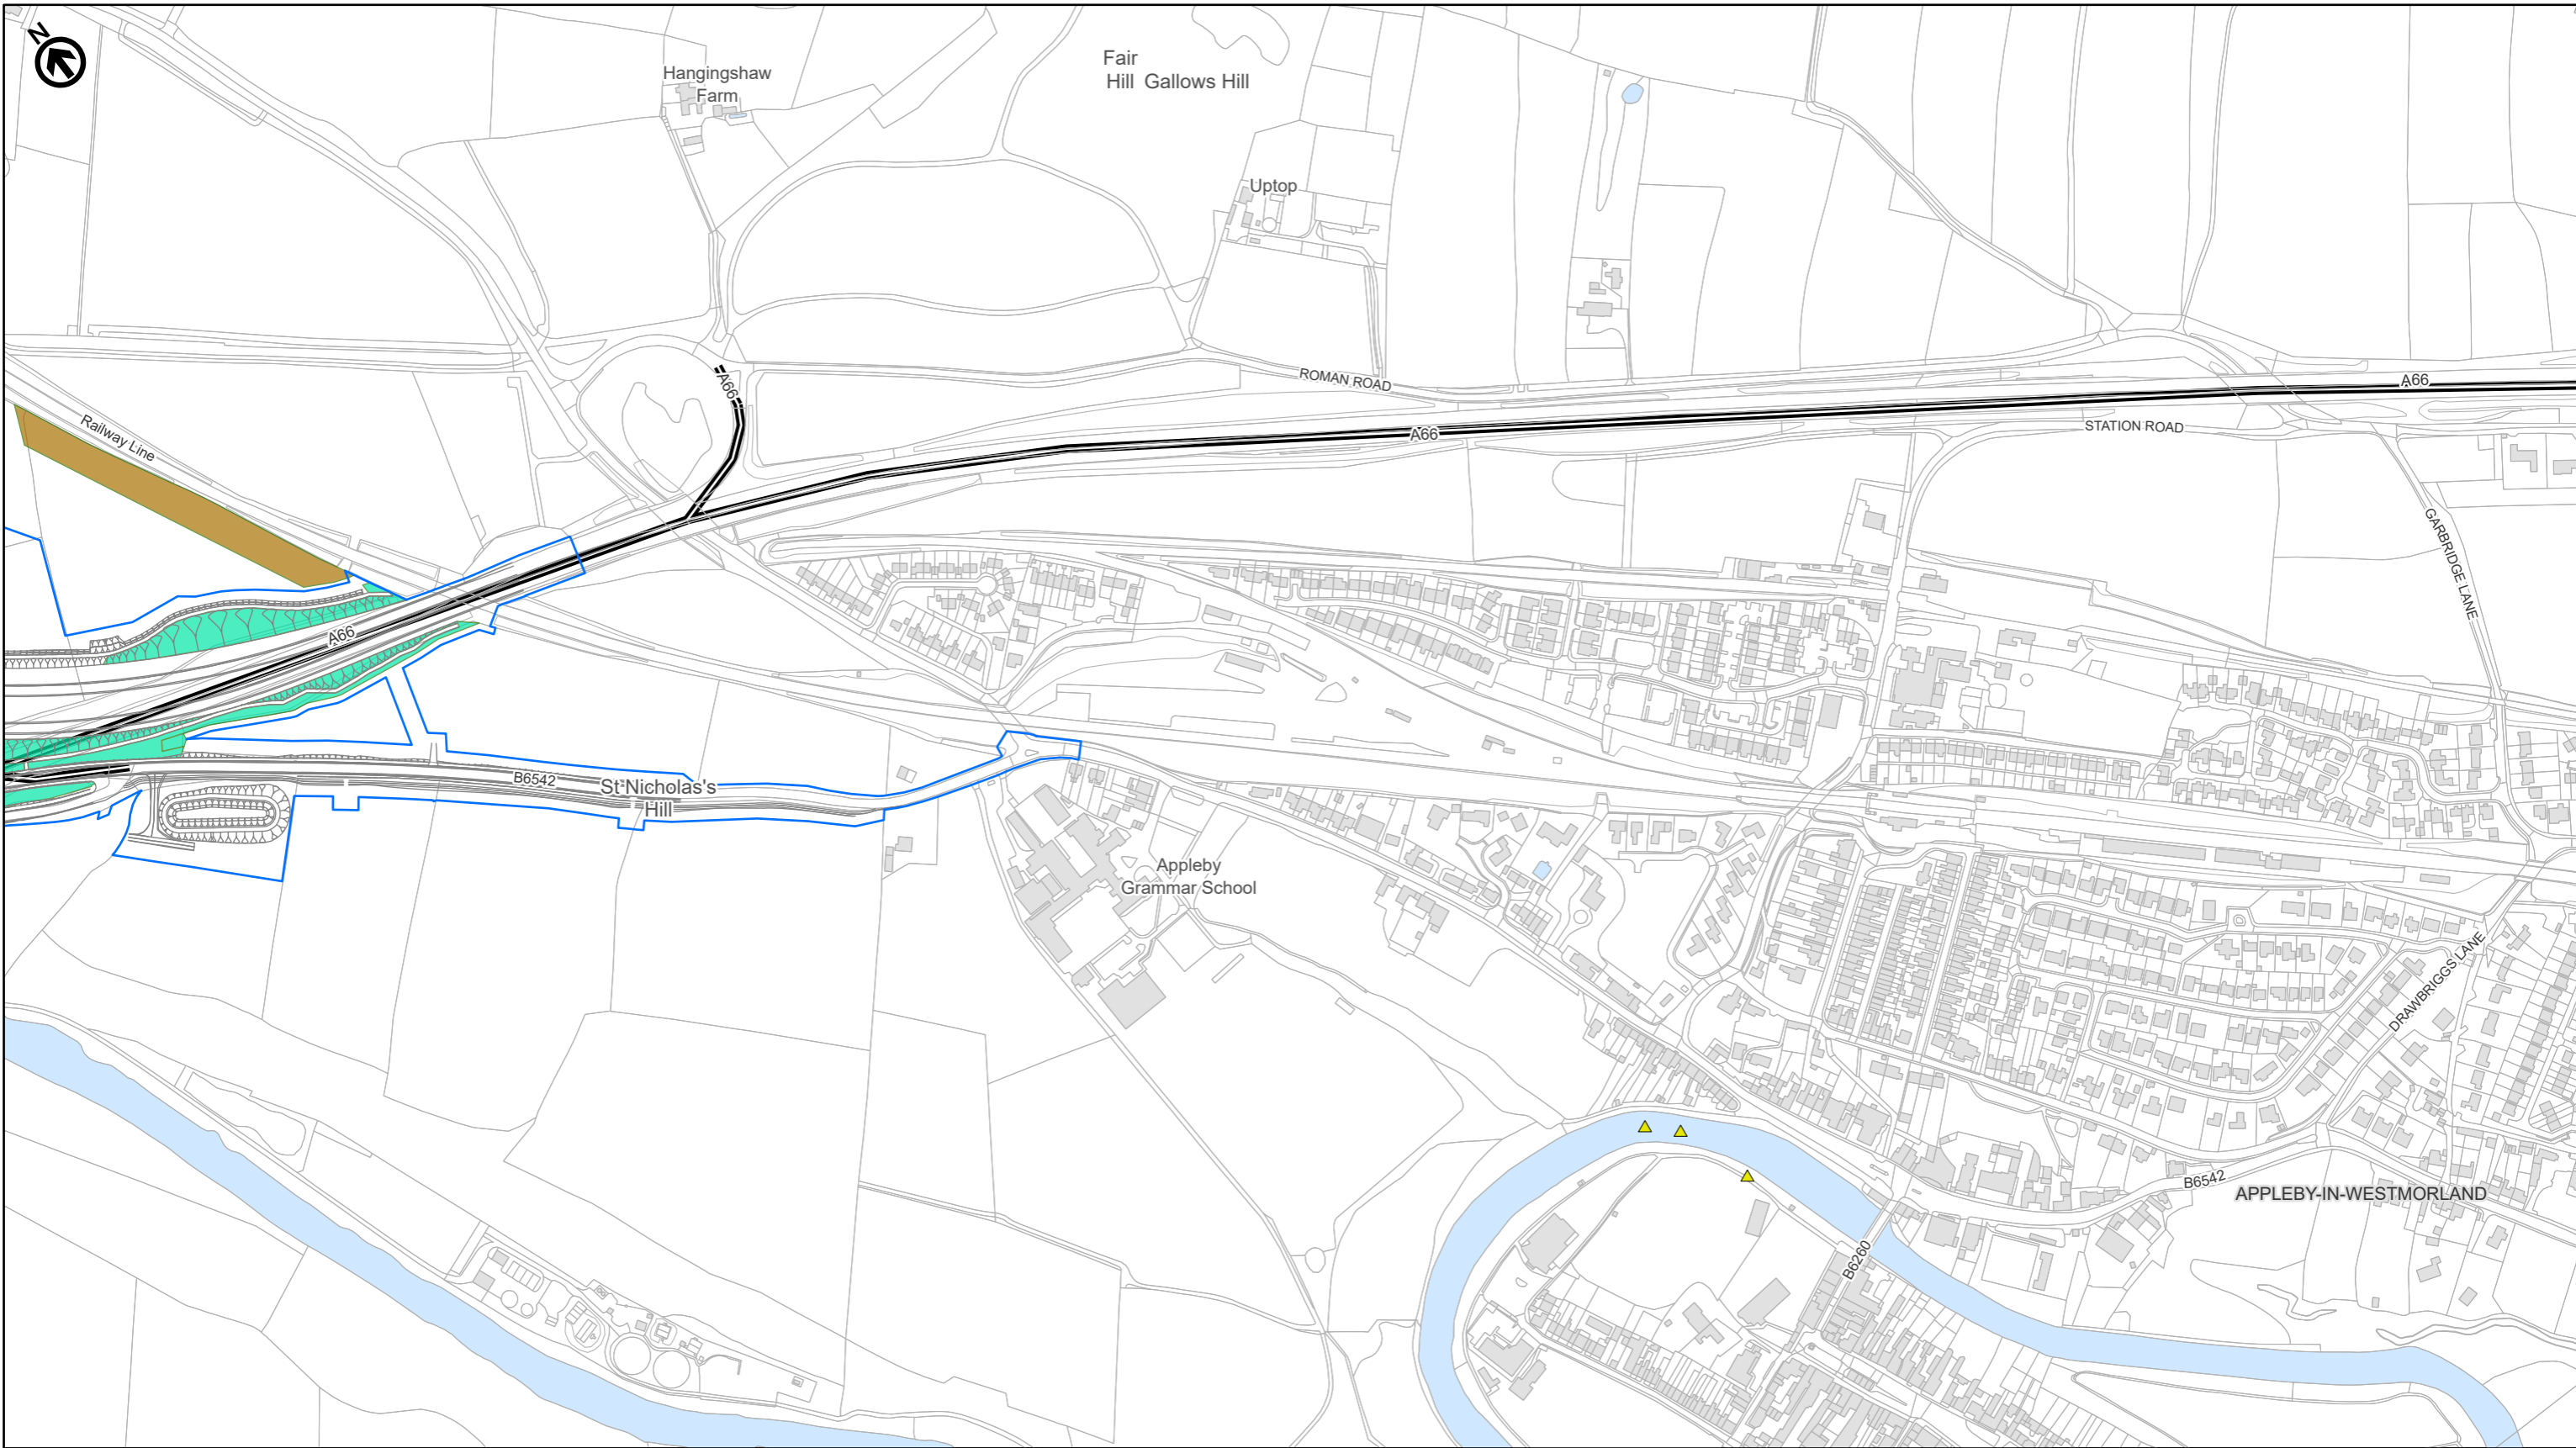 N
Fair
Hill Gallows Hill
Hangingshaw
Farm
Uptop
A66
ROMAN ROAD
A66
A66
STATION ROAD
Railway Line
GARBRIDGE LANE
A66
B6542
St Nicholas's
Hill
Appleby
Grammar School
DRAWBRIGGS LANE
B6542
APPLEBY-IN-WESTMORLAND
B6260